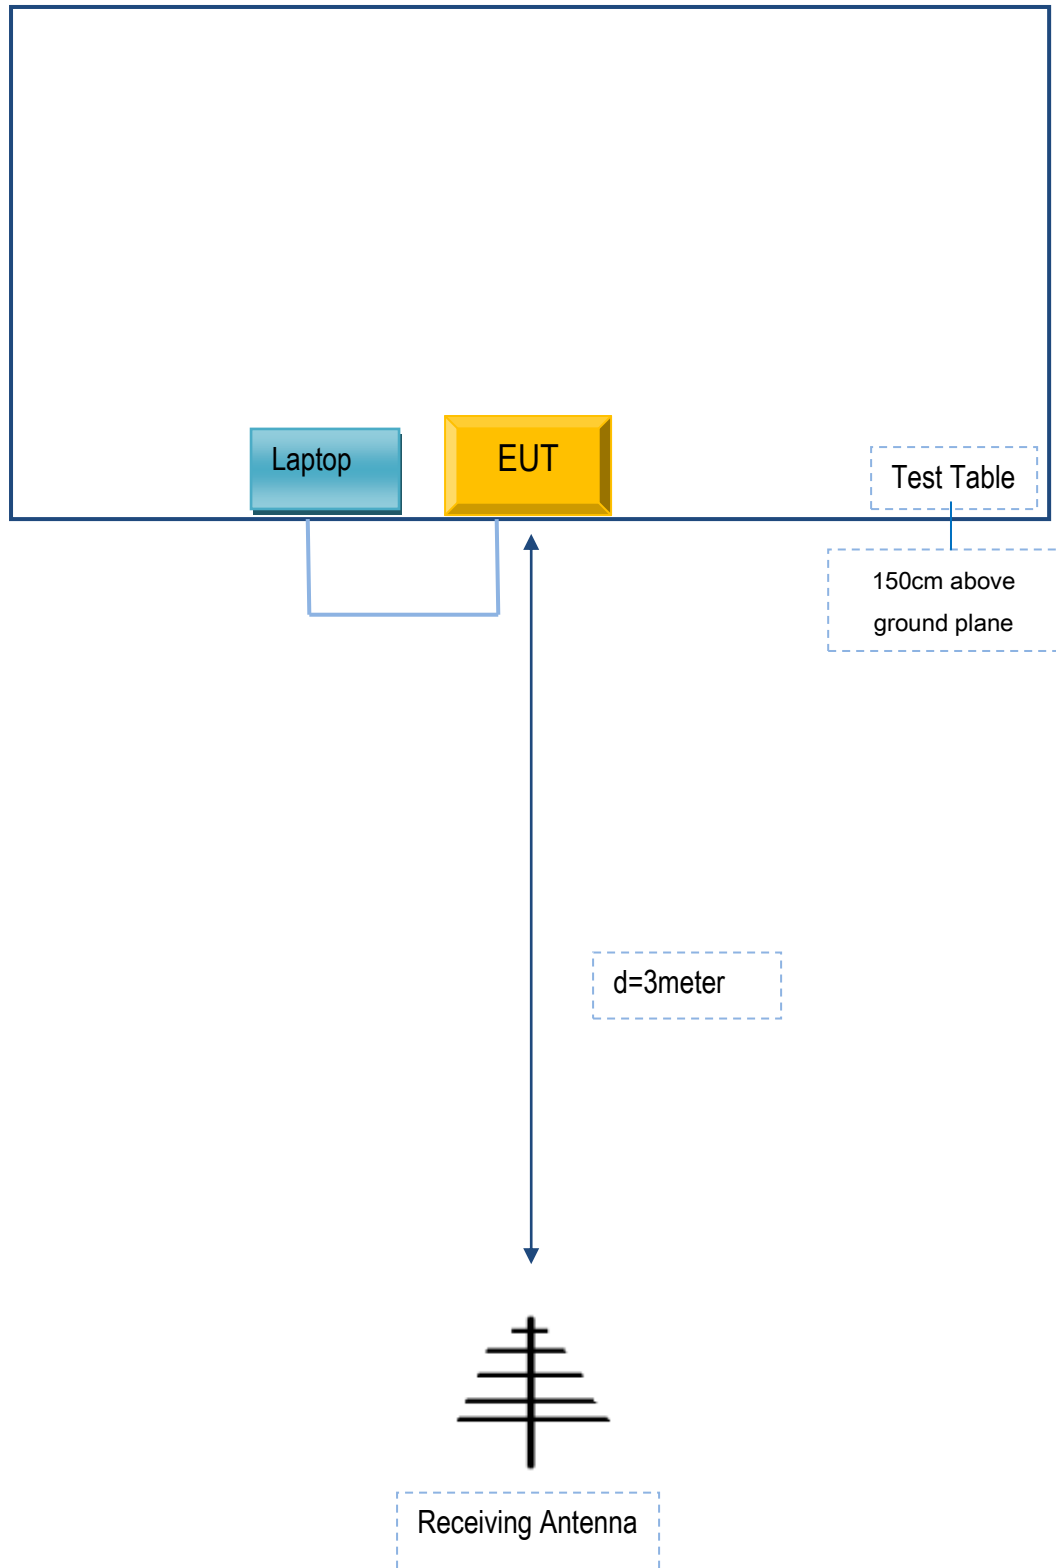 Laptop
EUT
Test Table
150cm above
ground plane
d=3meter
Receiving Antenna